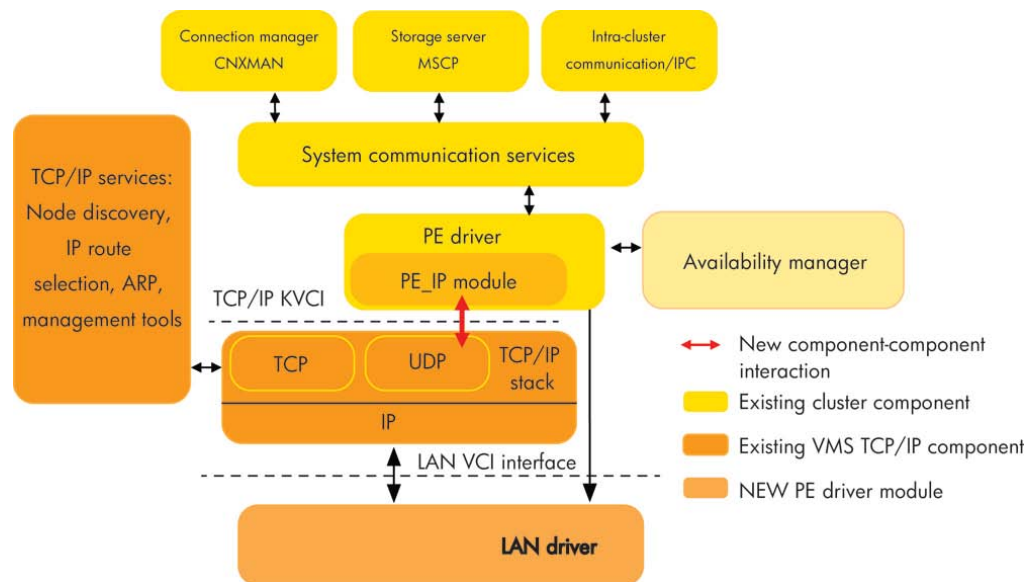 Connection manager
CNXMAN
Storage server
MSCP
Intra-cluster
communication/IPC
System communication services
TCP/IP services:
Node discovery,
IP route
selection, ARP,
management tools
PE driver
PE_IP module
Availability manager
TCP/IP KVCI
TCP
UDP
TCP/IP
stack
IP
LAN VCI interface
LAN driver
New component-component
interaction
Existing cluster component
Existing VMS TCP/IP component
NEW PE driver module